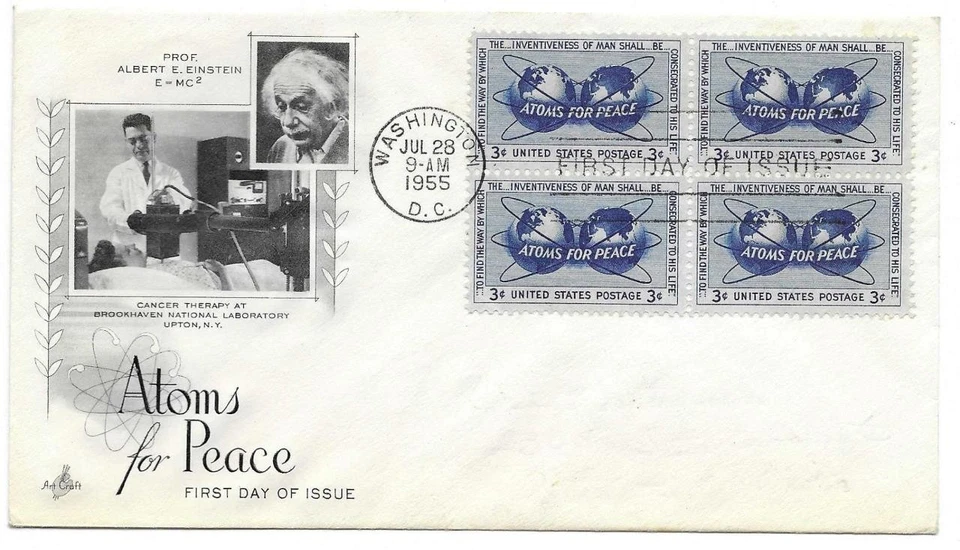 PROF.
ALBERT E. EINSTEIN
E=MC²
CANCER THERAPY AT
BROOKHAVEN NATIONAL LABORATORY
UPTON, N.Y.
Atoms
for Peace
FIRST DAY OF ISSUE
Art Craft
WASHINGTON
JUL 28
9-AM
1955
D. C.
FIRST DAY OF ISSUE
...TO FIND THE WAY BY WHICH
THE...INVENTIVENESS OF MAN SHALL...BE...
CONSECRATED TO HIS LIFE.
ATOMS FOR PEACE
3¢ UNITED STATES POSTAGE 3¢
...TO FIND THE WAY BY WHICH
THE...INVENTIVENESS OF MAN SHALL...BE...
CONSECRATED TO HIS LIFE.
ATOMS FOR PEACE
3¢ UNITED STATES POSTAGE 3¢
...TO FIND THE WAY BY WHICH
THE...INVENTIVENESS OF MAN SHALL...BE...
CONSECRATED TO HIS LIFE.
ATOMS FOR PEACE
3¢ UNITED STATES POSTAGE 3¢
...TO FIND THE WAY BY WHICH
THE...INVENTIVENESS OF MAN SHALL...BE...
CONSECRATED TO HIS LIFE.
ATOMS FOR PEACE
3¢ UNITED STATES POSTAGE 3¢